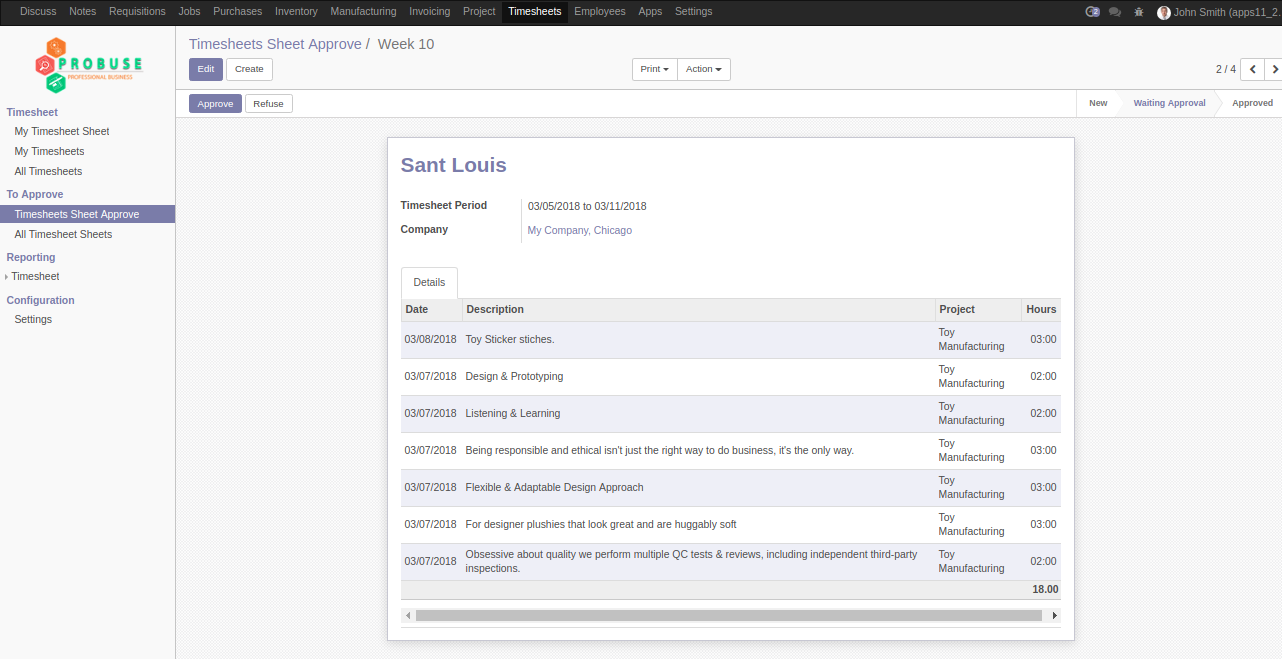 Discuss Notes Requisitions Jobs Purchases Inventory Manufacturing Invoicing Project Timesheets Employees Apps Settings 2 John Smith (apps11_2.
PROBUSE
PROFESSIONAL BUSINESS
Timesheet
My Timesheet Sheet
My Timesheets
All Timesheets
To Approve
Timesheets Sheet Approve
All Timesheet Sheets
Reporting
Timesheet
Configuration
Settings
Timesheets Sheet Approve / Week 10
Edit Create Print Action 2 / 4
Approve Refuse New Waiting Approval Approved
Sant Louis
Timesheet Period 03/05/2018 to 03/11/2018
Company My Company, Chicago
Details
Date Description Project Hours
03/08/2018 Toy Sticker stiches. Toy Manufacturing 03:00
03/07/2018 Design & Prototyping Toy Manufacturing 02:00
03/07/2018 Listening & Learning Toy Manufacturing 02:00
03/07/2018 Being responsible and ethical isn't just the right way to do business, it's the only way. Toy Manufacturing 03:00
03/07/2018 Flexible & Adaptable Design Approach Toy Manufacturing 03:00
03/07/2018 For designer plushies that look great and are huggably soft Toy Manufacturing 03:00
03/07/2018 Obsessive about quality we perform multiple QC tests & reviews, including independent third-party inspections. Toy Manufacturing 02:00
18.00